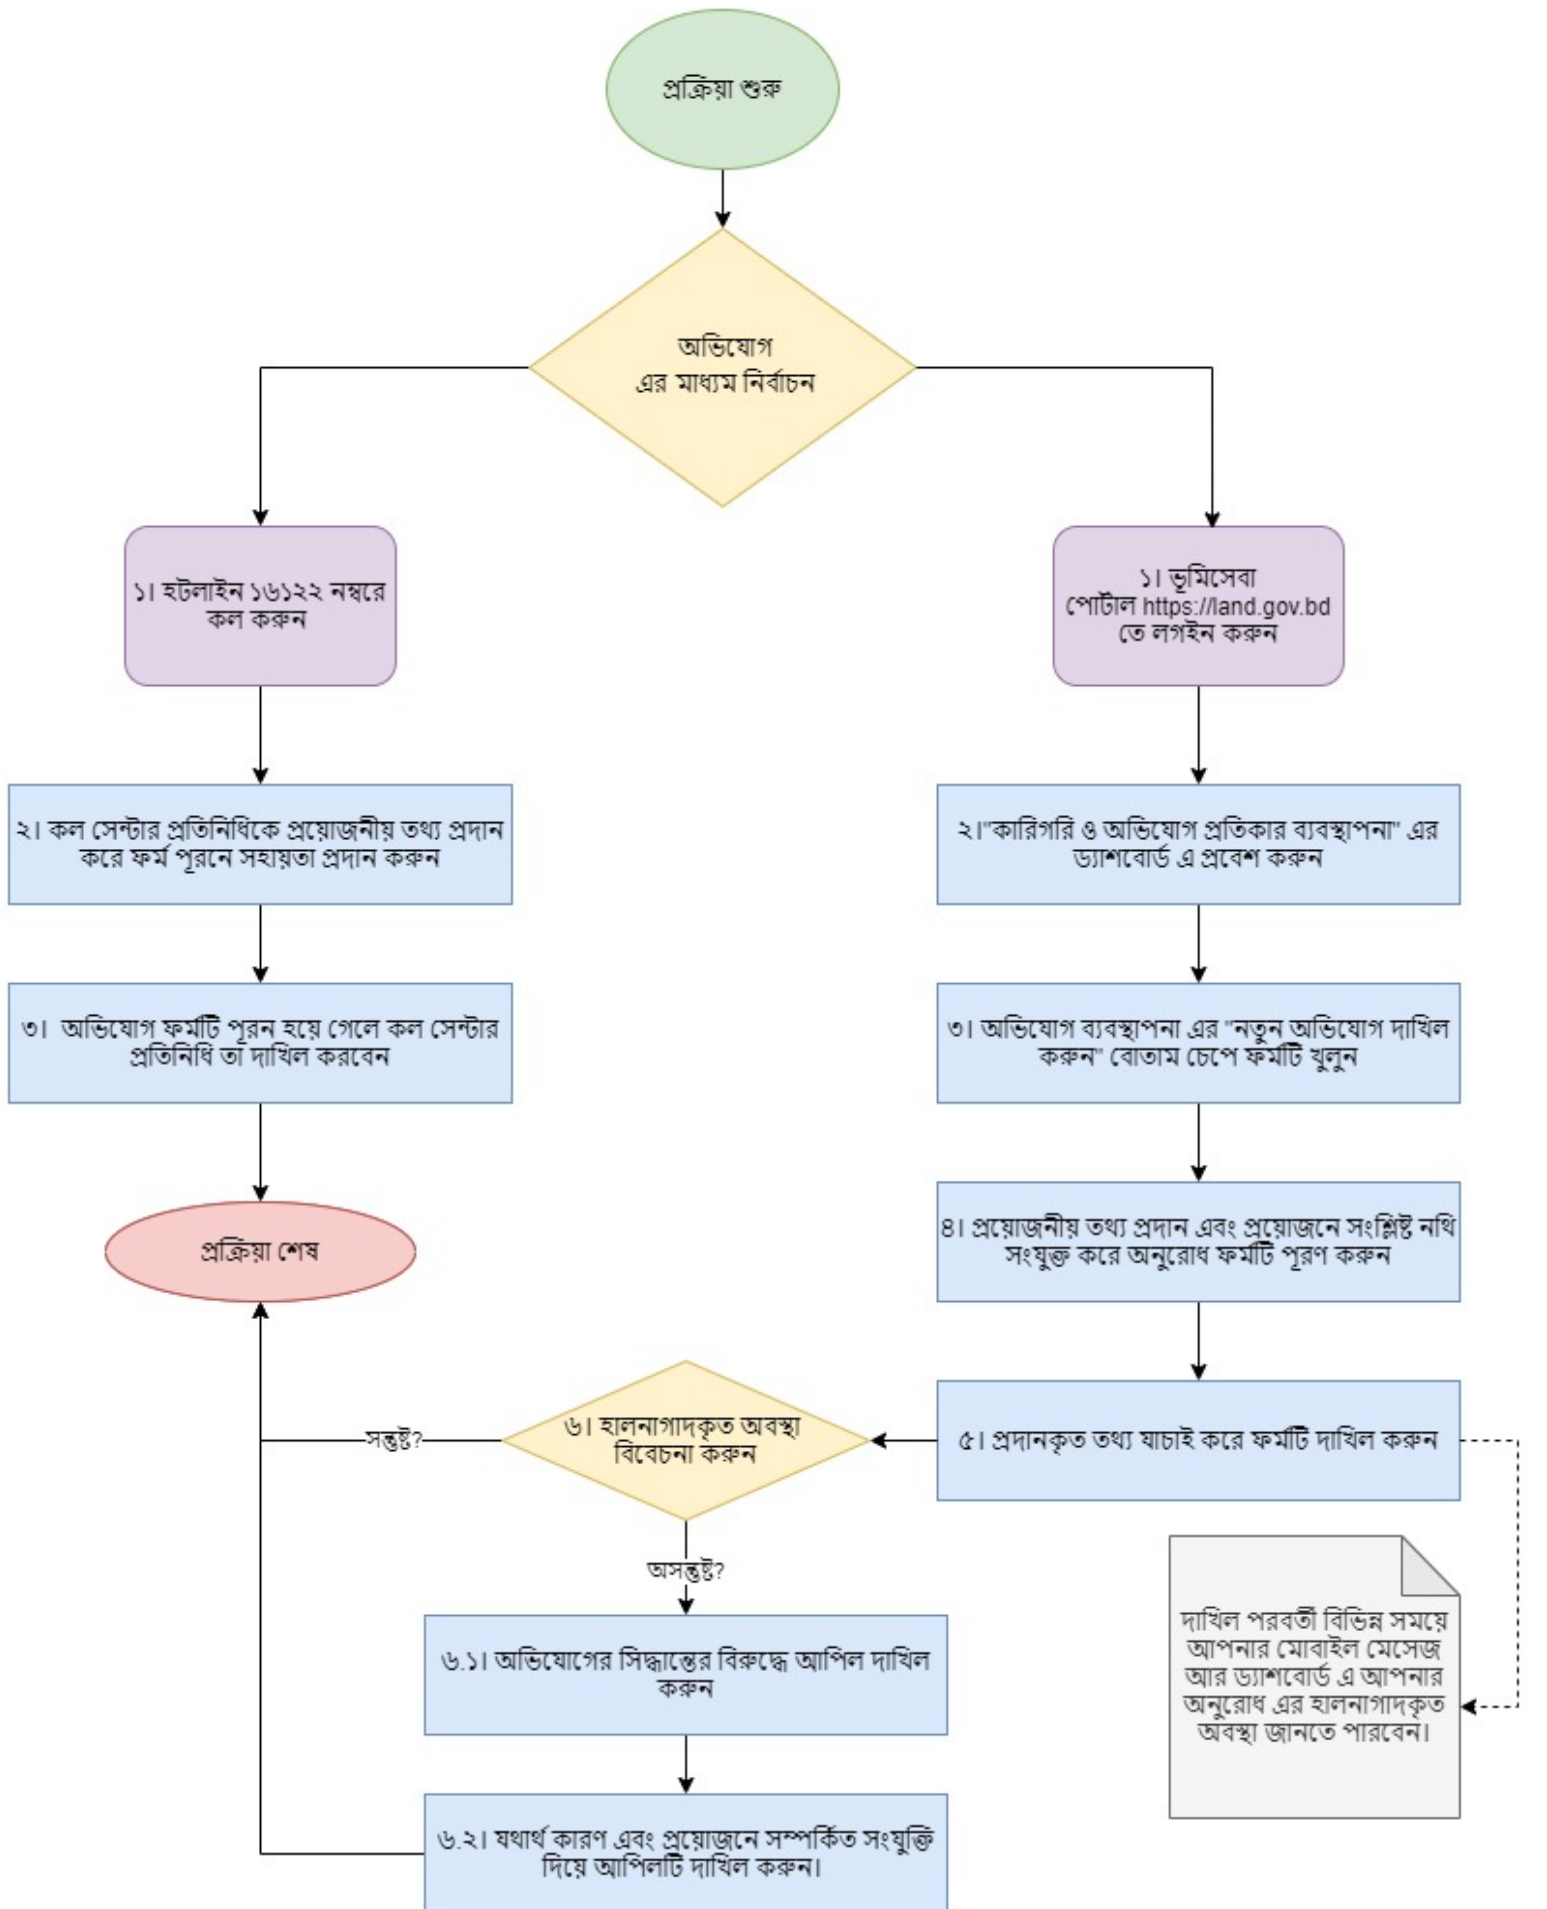 প্রক্রিয়া শুরু
অভিযোগ
এর মাধ্যম নির্বাচন
১। হটলাইন ১৬১২২ নম্বরে
কল করুন
২। কল সেন্টার প্রতিনিধিকে প্রয়োজনীয় তথ্য প্রদান
করে ফর্ম পূরনে সহায়তা প্রদান করুন
৩। অভিযোগ ফর্মটি পূরন হয়ে গেলে কল সেন্টার
প্রতিনিধি তা দাখিল করবেন
প্রক্রিয়া শেষ
১। ভূমিসেবা
পোর্টাল https://land.gov.bd
তে লগইন করুন
২।"কারিগরি ও অভিযোগ প্রতিকার ব্যবস্থাপনা" এর
ড্যাশবোর্ড এ প্রবেশ করুন
৩। অভিযোগ ব্যবস্থাপনা এর "নতুন অভিযোগ দাখিল
করুন" বোতাম চেপে ফর্মটি খুলুন
৪। প্রয়োজনীয় তথ্য প্রদান এবং প্রয়োজনে সংশ্লিষ্ট নথি
সংযুক্ত করে অনুরোধ ফর্মটি পূরণ করুন
৫। প্রদানকৃত তথ্য যাচাই করে ফর্মটি দাখিল করুন
দাখিল পরবর্তী বিভিন্ন সময়ে
আপনার মোবাইল মেসেজ
আর ড্যাশবোর্ড এ আপনার
অনুরোধ এর হালনাগাদকৃত
অবস্থা জানতে পারবেন।
৬। হালনাগাদকৃত অবস্থা
বিবেচনা করুন
সন্তুষ্ট?
অসন্তুষ্ট?
৬.১। অভিযোগের সিদ্ধান্তের বিরুদ্ধে আপিল দাখিল
করুন
৬.২। যথার্থ কারণ এবং প্রয়োজনে সম্পর্কিত সংযুক্তি
দিয়ে আপিলটি দাখিল করুন।